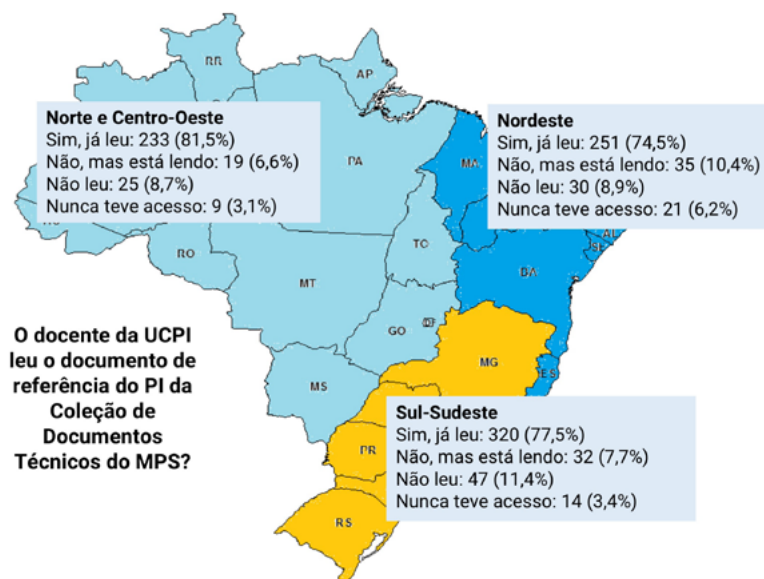 RR
AP
Norte e Centro-Oeste
Sim, já leu: 233 (81,5%)
Não, mas está lendo: 19 (6,6%)
Não leu: 25 (8,7%)
Nunca teve acesso: 9 (3,1%)
PA
Nordeste
Sim, já leu: 251 (74,5%)
Não, mas está lendo: 35 (10,4%)
Não leu: 30 (8,9%)
Nunca teve acesso: 21 (6,2%)
MA
AL
SE
TO
RO
BA
MT
GO
DF
O docente da UCPI
leu o documento de
referência do PI da
Coleção de
Documentos
Técnicos do MPS?
MG
ES
MS
Sul-Sudeste
Sim, já leu: 320 (77,5%)
Não, mas está lendo: 32 (7,7%)
Não leu: 47 (11,4%)
Nunca teve acesso: 14 (3,4%)
PR
RS